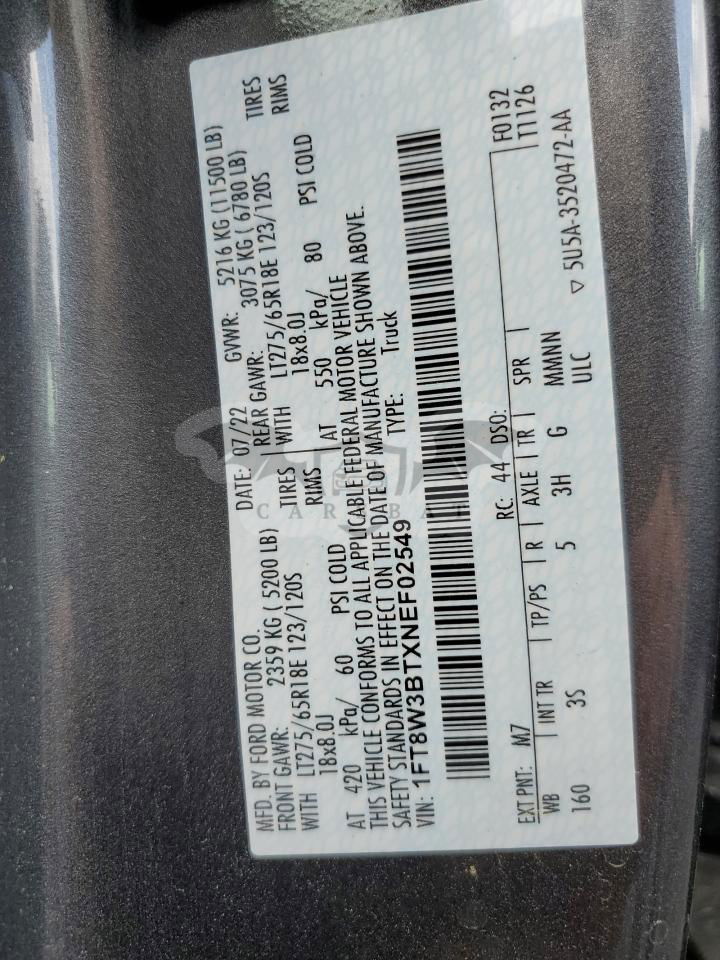 MFD. BY FORD MOTOR CO. DATE: 07/22 GVWR: 5216 KG (11500 LB)
FRONT GAWR: 2359 KG ( 5200 LB) REAR GAWR: 3075 KG ( 6780 LB)
WITH LT275/65R18E 123/120S TIRES WITH LT275/65R18E 123/120S TIRES
18x8.0J RIMS 18x8.0J RIMS
AT 420 kPa/ 60 PSI COLD AT 550 kPa/ 80 PSI COLD
THIS VEHICLE CONFORMS TO ALL APPLICABLE FEDERAL MOTOR VEHICLE
SAFETY STANDARDS IN EFFECT ON THE DATE OF MANUFACTURE SHOWN ABOVE.
VIN: 1FT8W3BTXNEF02549 TYPE: Truck
EXT PNT: M7 RC: 44 DSO: F0132
WB INT TR TP/PS R AXLE TR SPR T1126
160 3S 5 3H G MMNNN
ULC
▽ 5U5A-3520472-AA
CARABAT